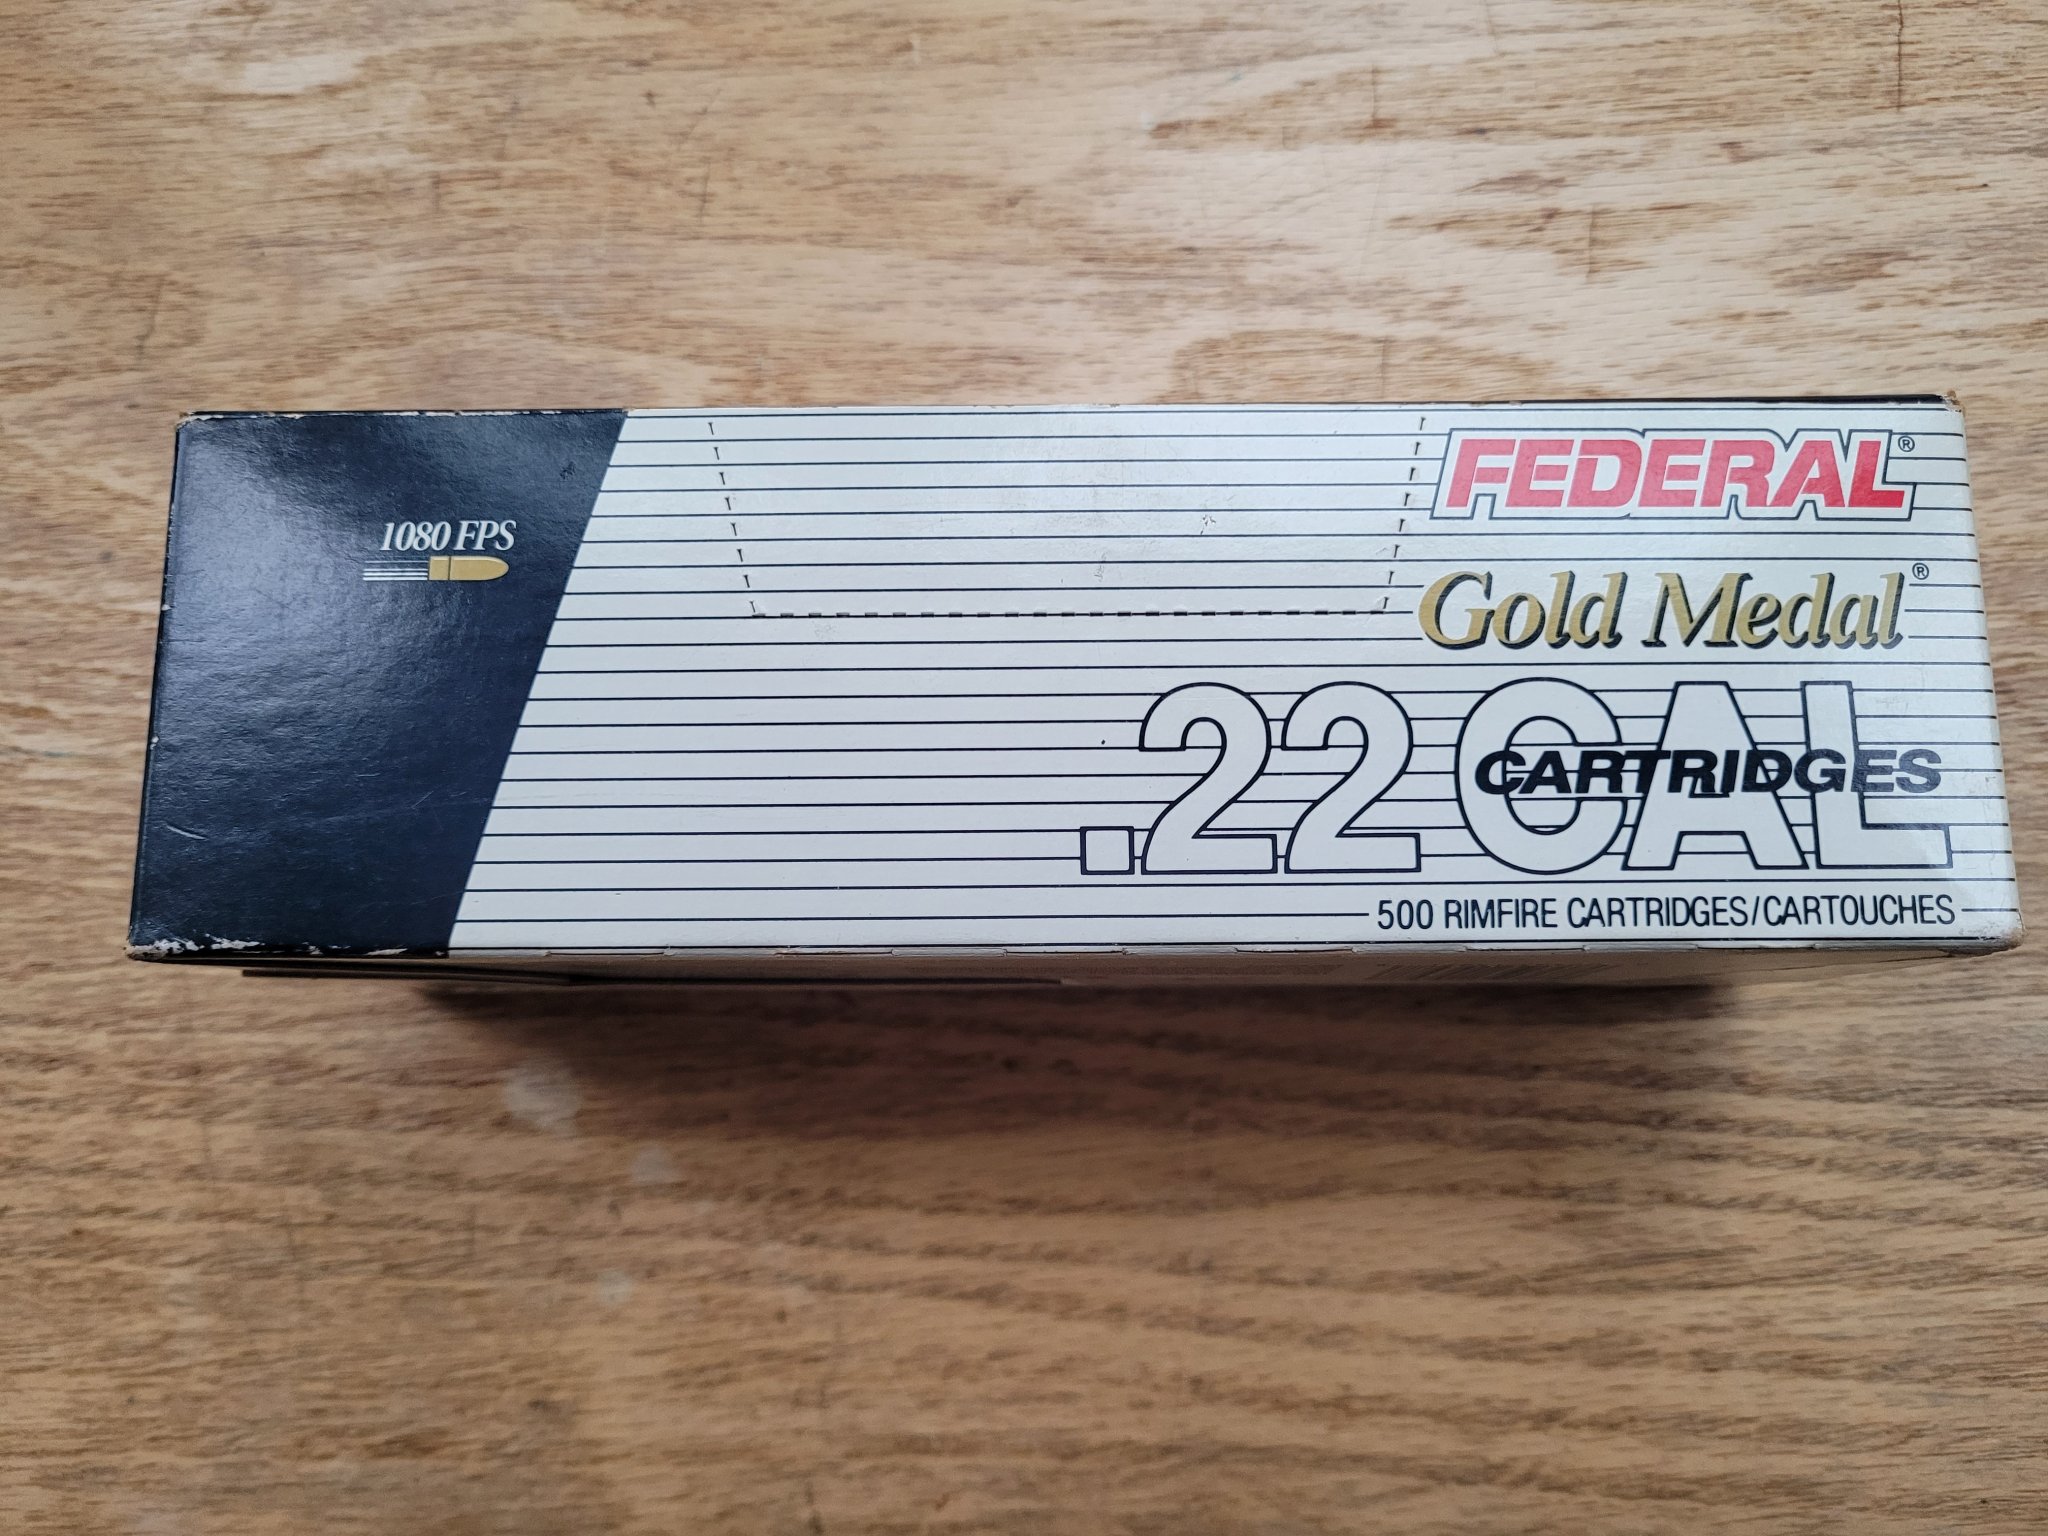 1080 FPS
FEDERAL®
Gold Medal®
.22 CAL
CARTRIDGES
500 RIMFIRE CARTRIDGES/CARTOUCHES